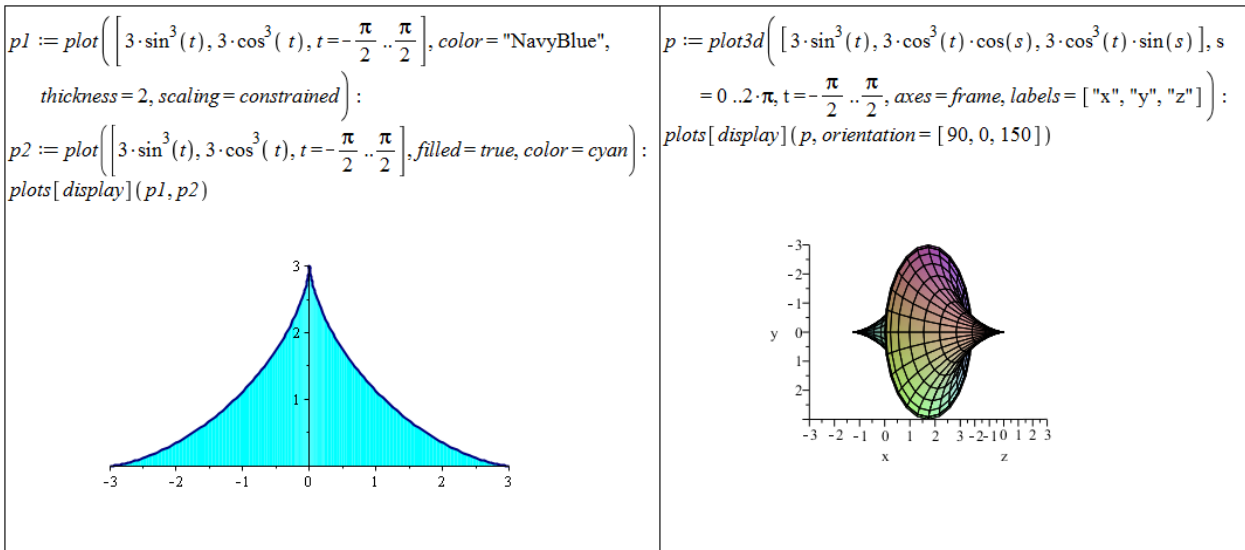 p1 := plot([3·sin³(t), 3·cos³( t), t=-π/2 ..π/2], color = "NavyBlue",
thickness = 2, scaling = constrained) :
p2 := plot([3·sin³(t), 3·cos³( t), t=-π/2 ..π/2], filled = true, color = cyan) :
plots[display](p1, p2)
3
2
1
-3 -2 -1 0 1 2 3
p := plot3d([3·sin³(t), 3·cos³(t)·cos(s), 3·cos³(t)·sin(s)], s
= 0 ..2·π, t=-π/2 ..π/2, axes = frame, labels = ["x", "y", "z"]) :
plots[display](p, orientation = [90, 0, 150])
-3
-2
-1
y 0
1
2
-3 -2 -1 0 1 2 3 -2 -1 0 1 2 3
x z